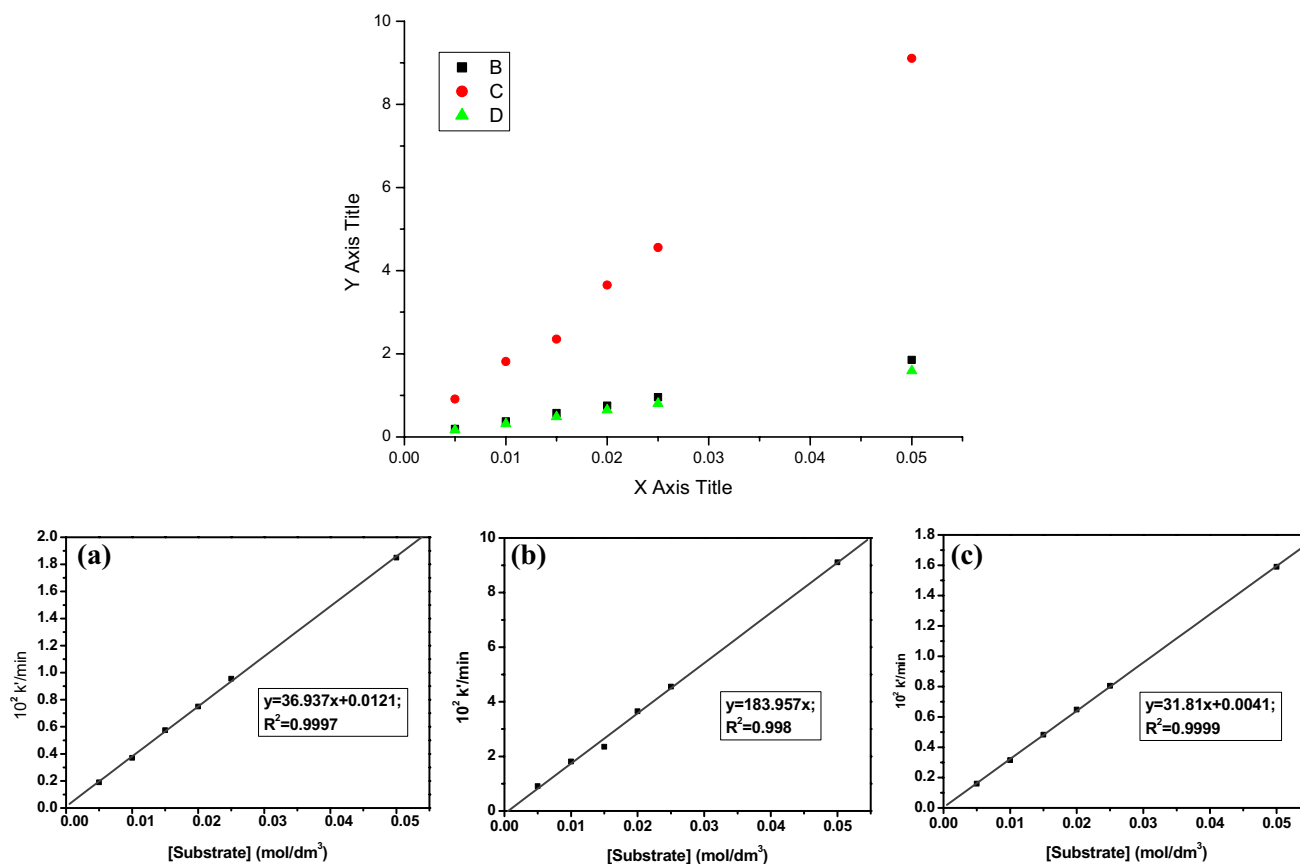 10
8
6
4
2
0
Y Axis Title
B
C
D
0.00 0.01 0.02 0.03 0.04 0.05
X Axis Title
(a)
2.0
1.8
1.6
1.4
1.2
1.0
0.8
0.6
0.4
0.2
0.0
10² k'/min
y=36.937x+0.0121;
R²=0.9997
0.00 0.01 0.02 0.03 0.04 0.05
[Substrate] (mol/dm³)
(b)
10
8
6
4
2
0
10² k'/min
y=183.957x;
R²=0.998
0.00 0.01 0.02 0.03 0.04 0.05
[Substrate] (mol/dm³)
(c)
1.8
1.6
1.4
1.2
1.0
0.8
0.6
0.4
0.2
0.0
10² k'/min
y=31.81x+0.0041;
R²=0.9999
0.00 0.01 0.02 0.03 0.04 0.05
[Substrate] (mol/dm³)